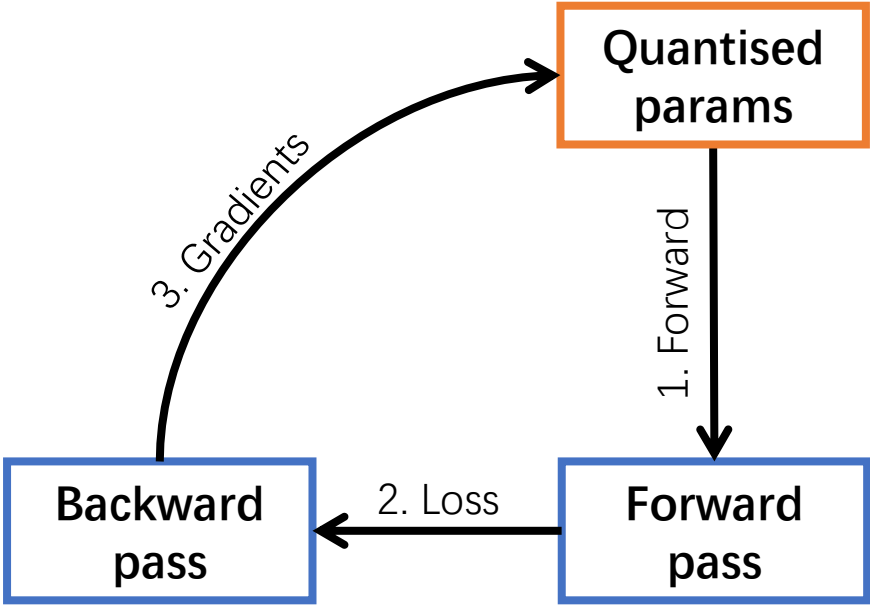 Quantised
params
3. Gradients
1. Forward
Backward
pass
2. Loss
Forward
pass